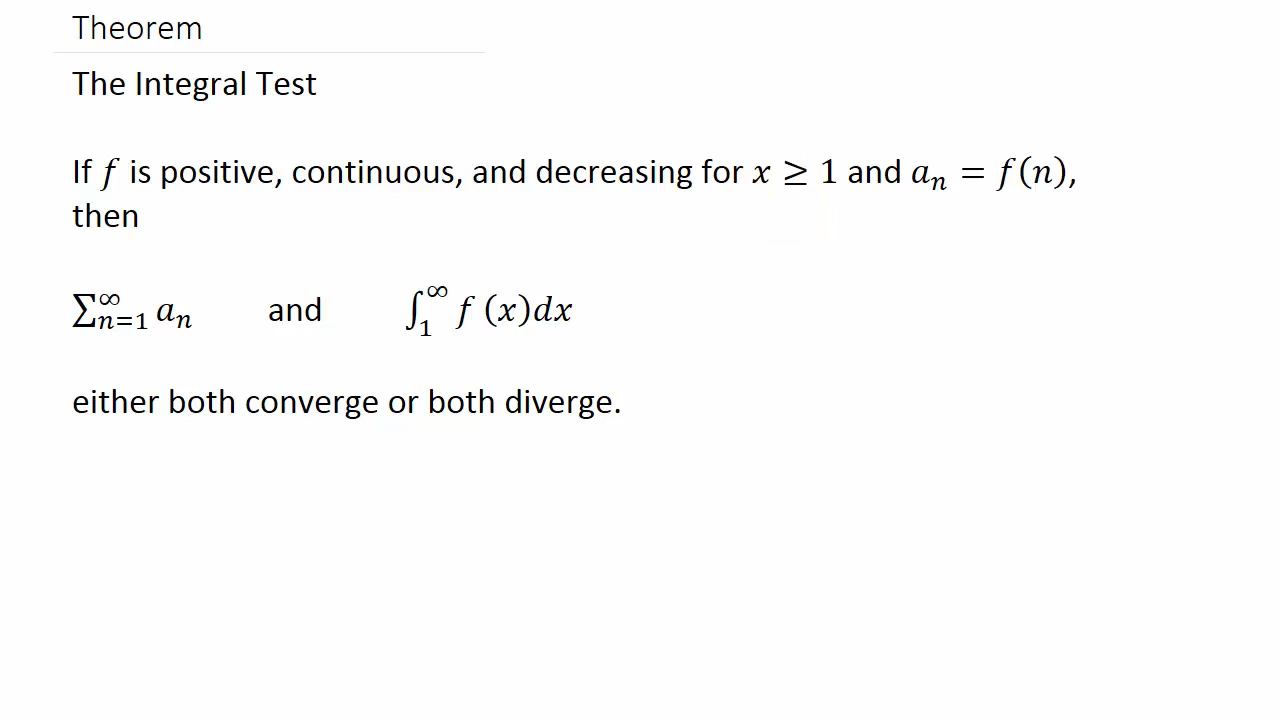 Theorem
The Integral Test
If f is positive, continuous, and decreasing for x ≥ 1 and aₙ = f(n),
then
∑ₙ₌₁^∞ aₙ and ∫₁^∞ f (x)dx
either both converge or both diverge.